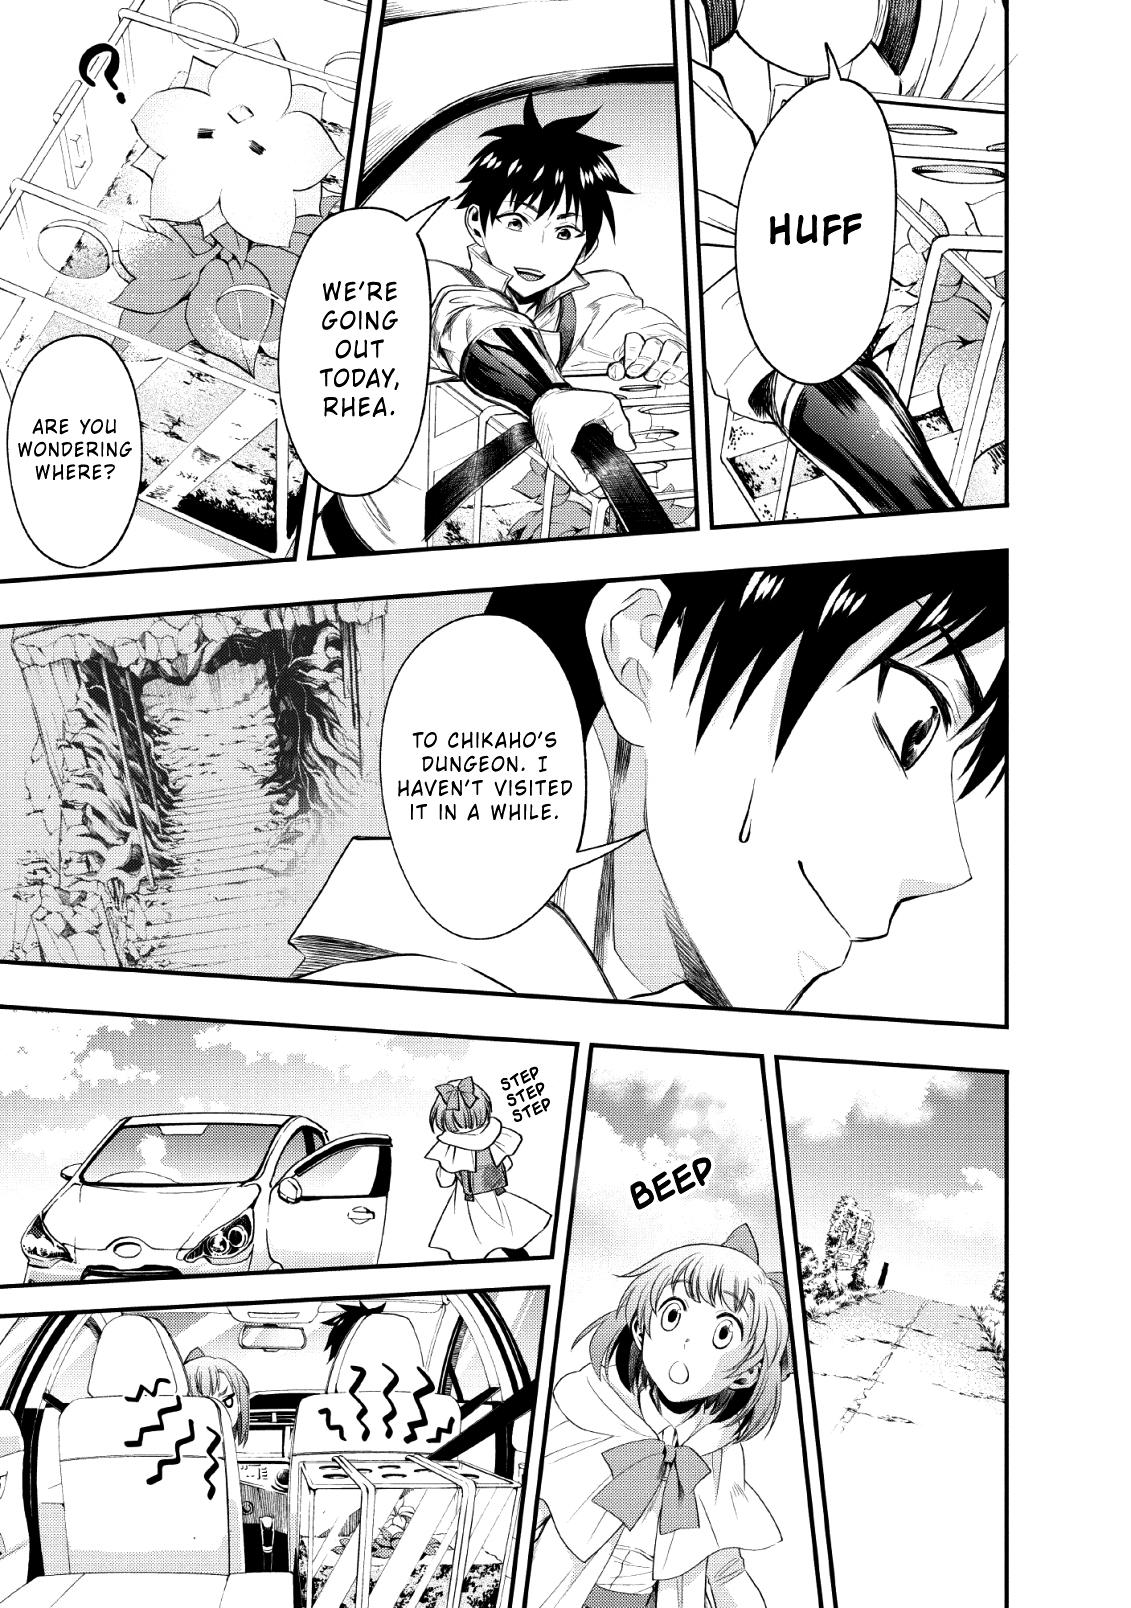 HUFF
WE'RE
GOING
OUT
TODAY,
RHEA.
?
ARE YOU
WONDERING
WHERE?
TO CHIKAHO'S
DUNGEON. I
HAVEN'T VISITED
IT IN A WHILE.
BEEP
STEP
STEP
STEP